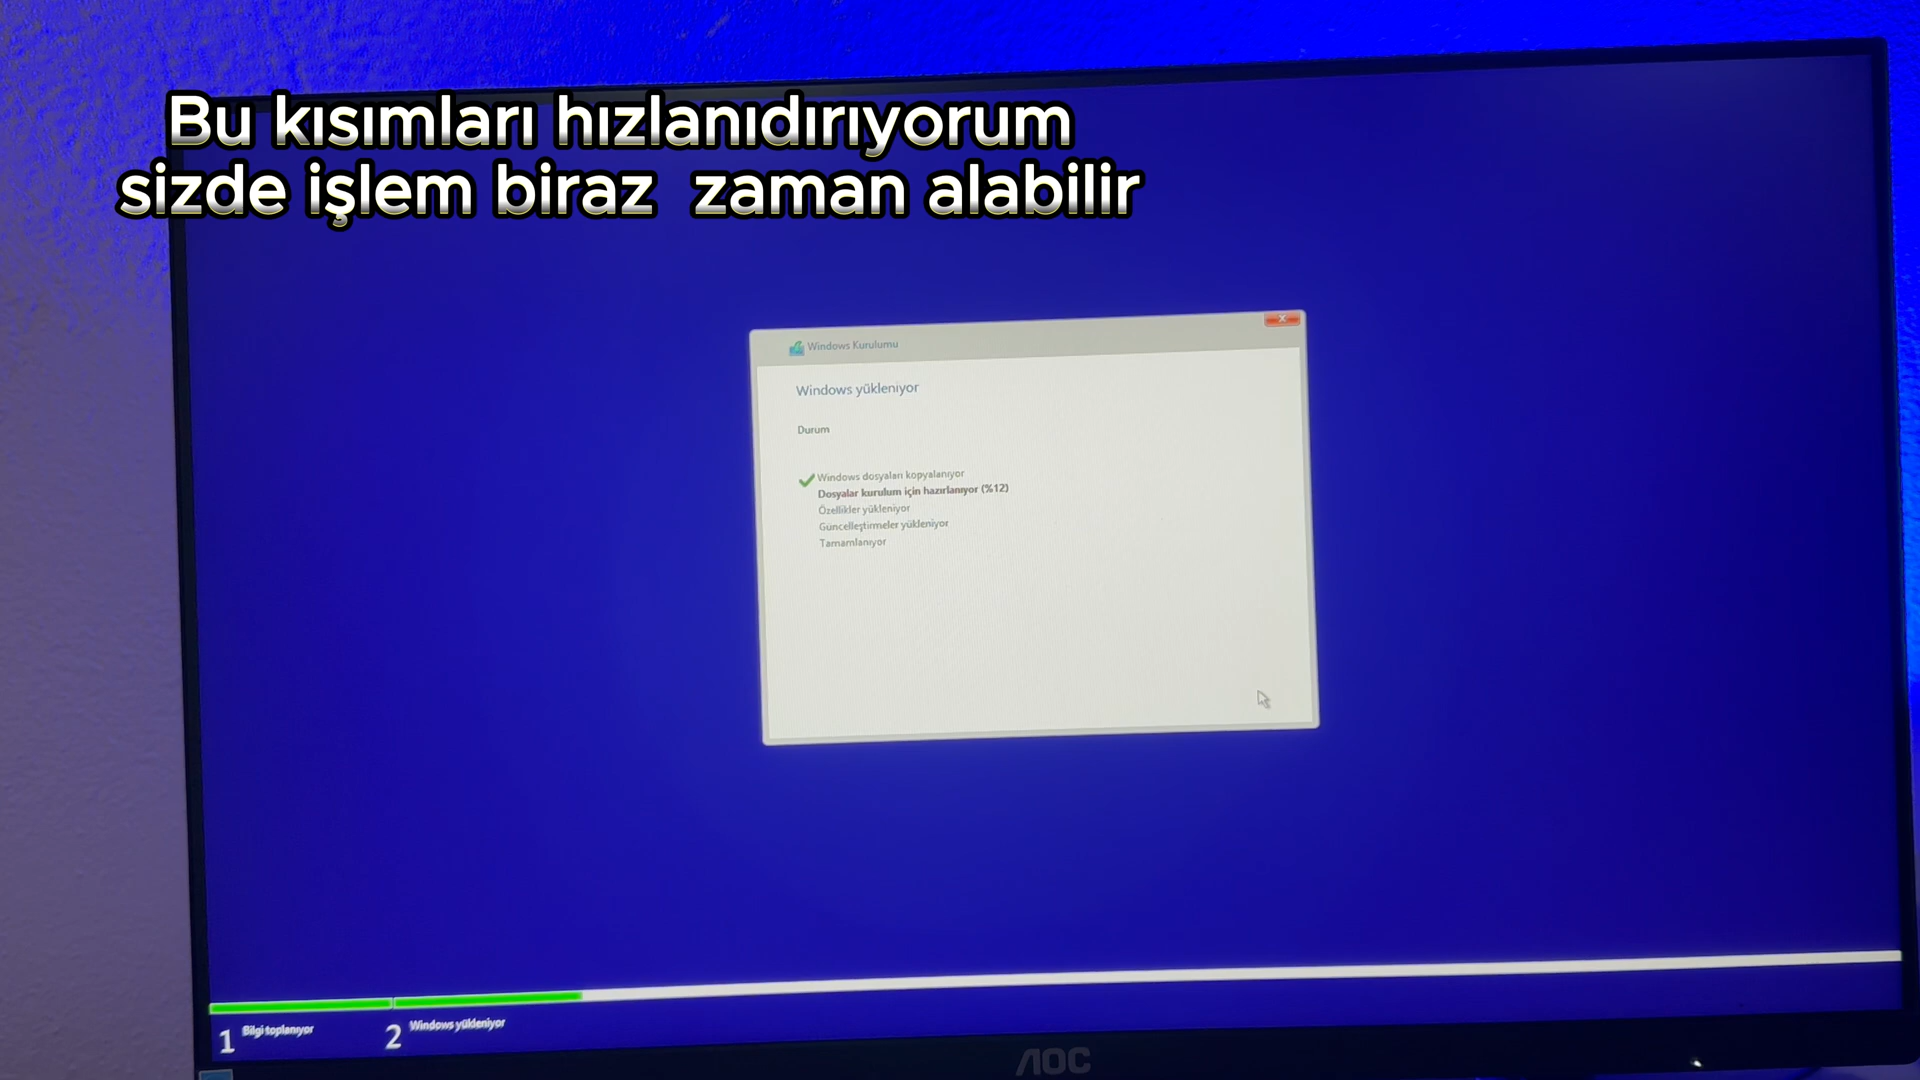 Bu kısımları hızlanıdırıyorum
sizde işlem biraz zaman alabilir
Windows Kurulumu
Windows yükleniyor
Durum
Windows dosyaları kopyalanıyor
Dosyalar kurulum için hazırlanıyor (%12)
Özellikler yükleniyor
Güncelleştirmeler yükleniyor
Tamamlanıyor
1 Bilgi toplanıyor
2 Windows yükleniyor
AOC